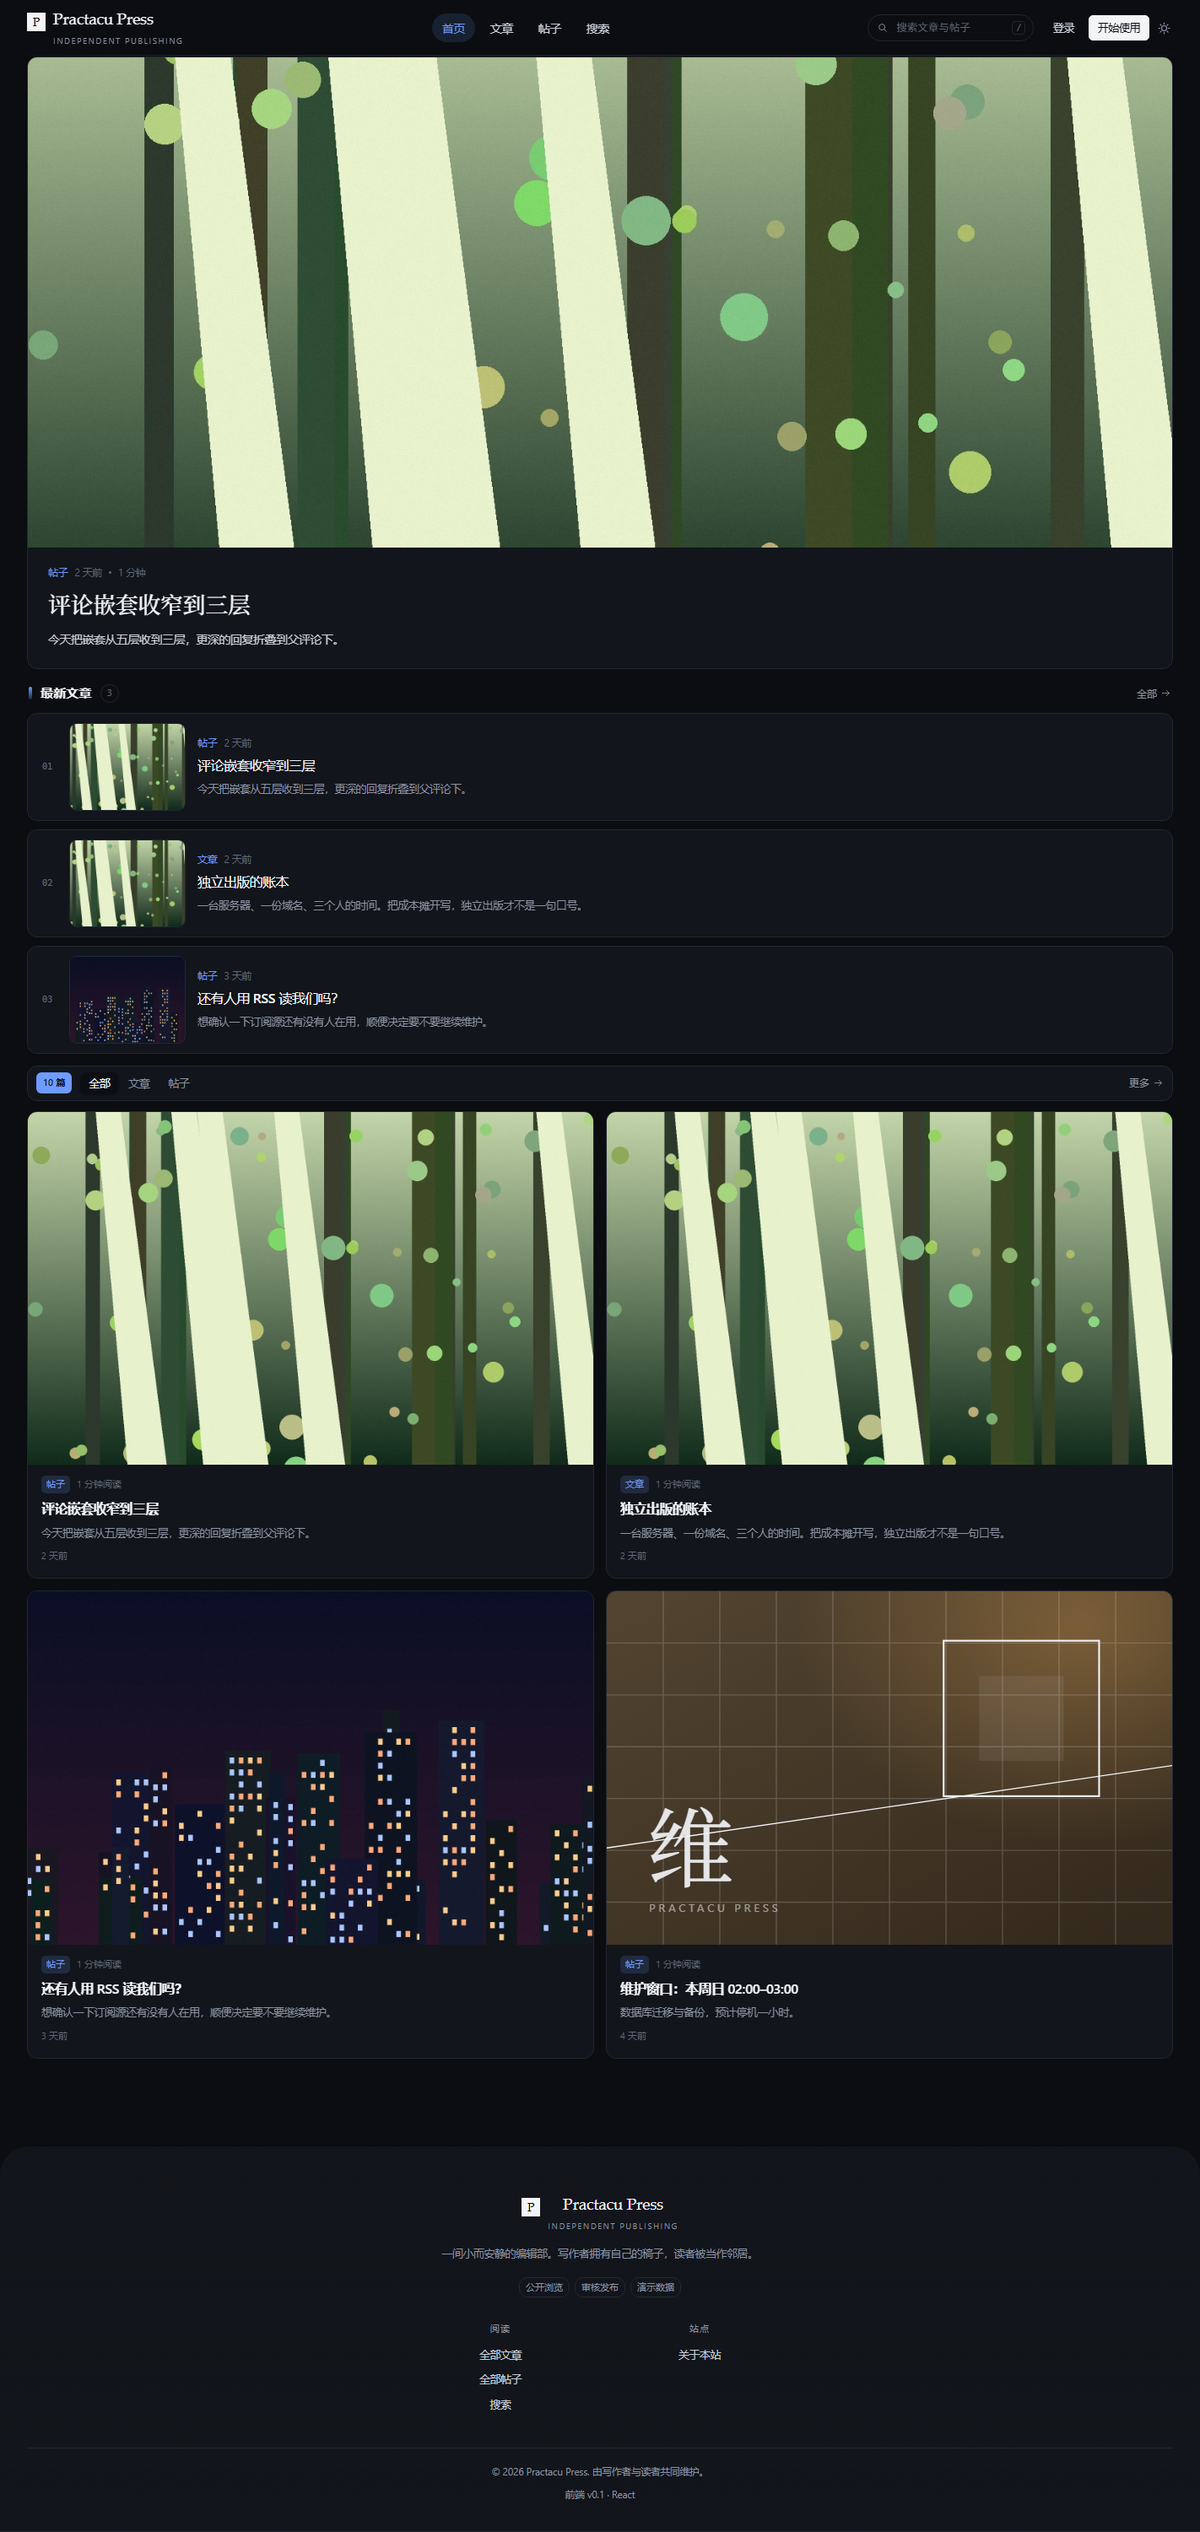 P Practacu Press
INDEPENDENT PUBLISHING
首页 文章 帖子 搜索
搜索文章与帖子 /
登录 开始使用
帖子 2 天前 • 1 分钟
评论嵌套收窄到三层
今天把嵌套从五层收到三层，更深的回复折叠到父评论下。
最新文章 3
全部 →
01
帖子 2 天前
评论嵌套收窄到三层
今天把嵌套从五层收到三层，更深的回复折叠到父评论下。
02
文章 2 天前
独立出版的账本
一台服务器、一份域名、三个人的时间。把成本摊开写，独立出版才不是一句口号。
03
帖子 3 天前
还有人用 RSS 读我们吗？
想确认一下订阅源还有没有人在用，顺便决定要不要继续维护。
10 篇 全部 文章 帖子
更多 →
帖子 1 分钟阅读
评论嵌套收窄到三层
今天把嵌套从五层收到三层，更深的回复折叠到父评论下。
2 天前
文章 1 分钟阅读
独立出版的账本
一台服务器、一份域名、三个人的时间。把成本摊开写，独立出版才不是一句口号。
2 天前
帖子 1 分钟阅读
还有人用 RSS 读我们吗？
想确认一下订阅源还有没有人在用，顺便决定要不要继续维护。
3 天前
维
PRACTACU PRESS
帖子 1 分钟阅读
维护窗口：本周日 02:00–03:00
数据库迁移与备份，预计停机一小时。
4 天前
P Practacu Press
INDEPENDENT PUBLISHING
一间小而安静的编辑部。写作者拥有自己的稿子，读者被当作邻居。
公开浏览 审核发布 演示数据
阅读
全部文章
全部帖子
搜索
站点
关于本站
© 2026 Practacu Press. 由写作者与读者共同维护。
前端 v0.1 · React